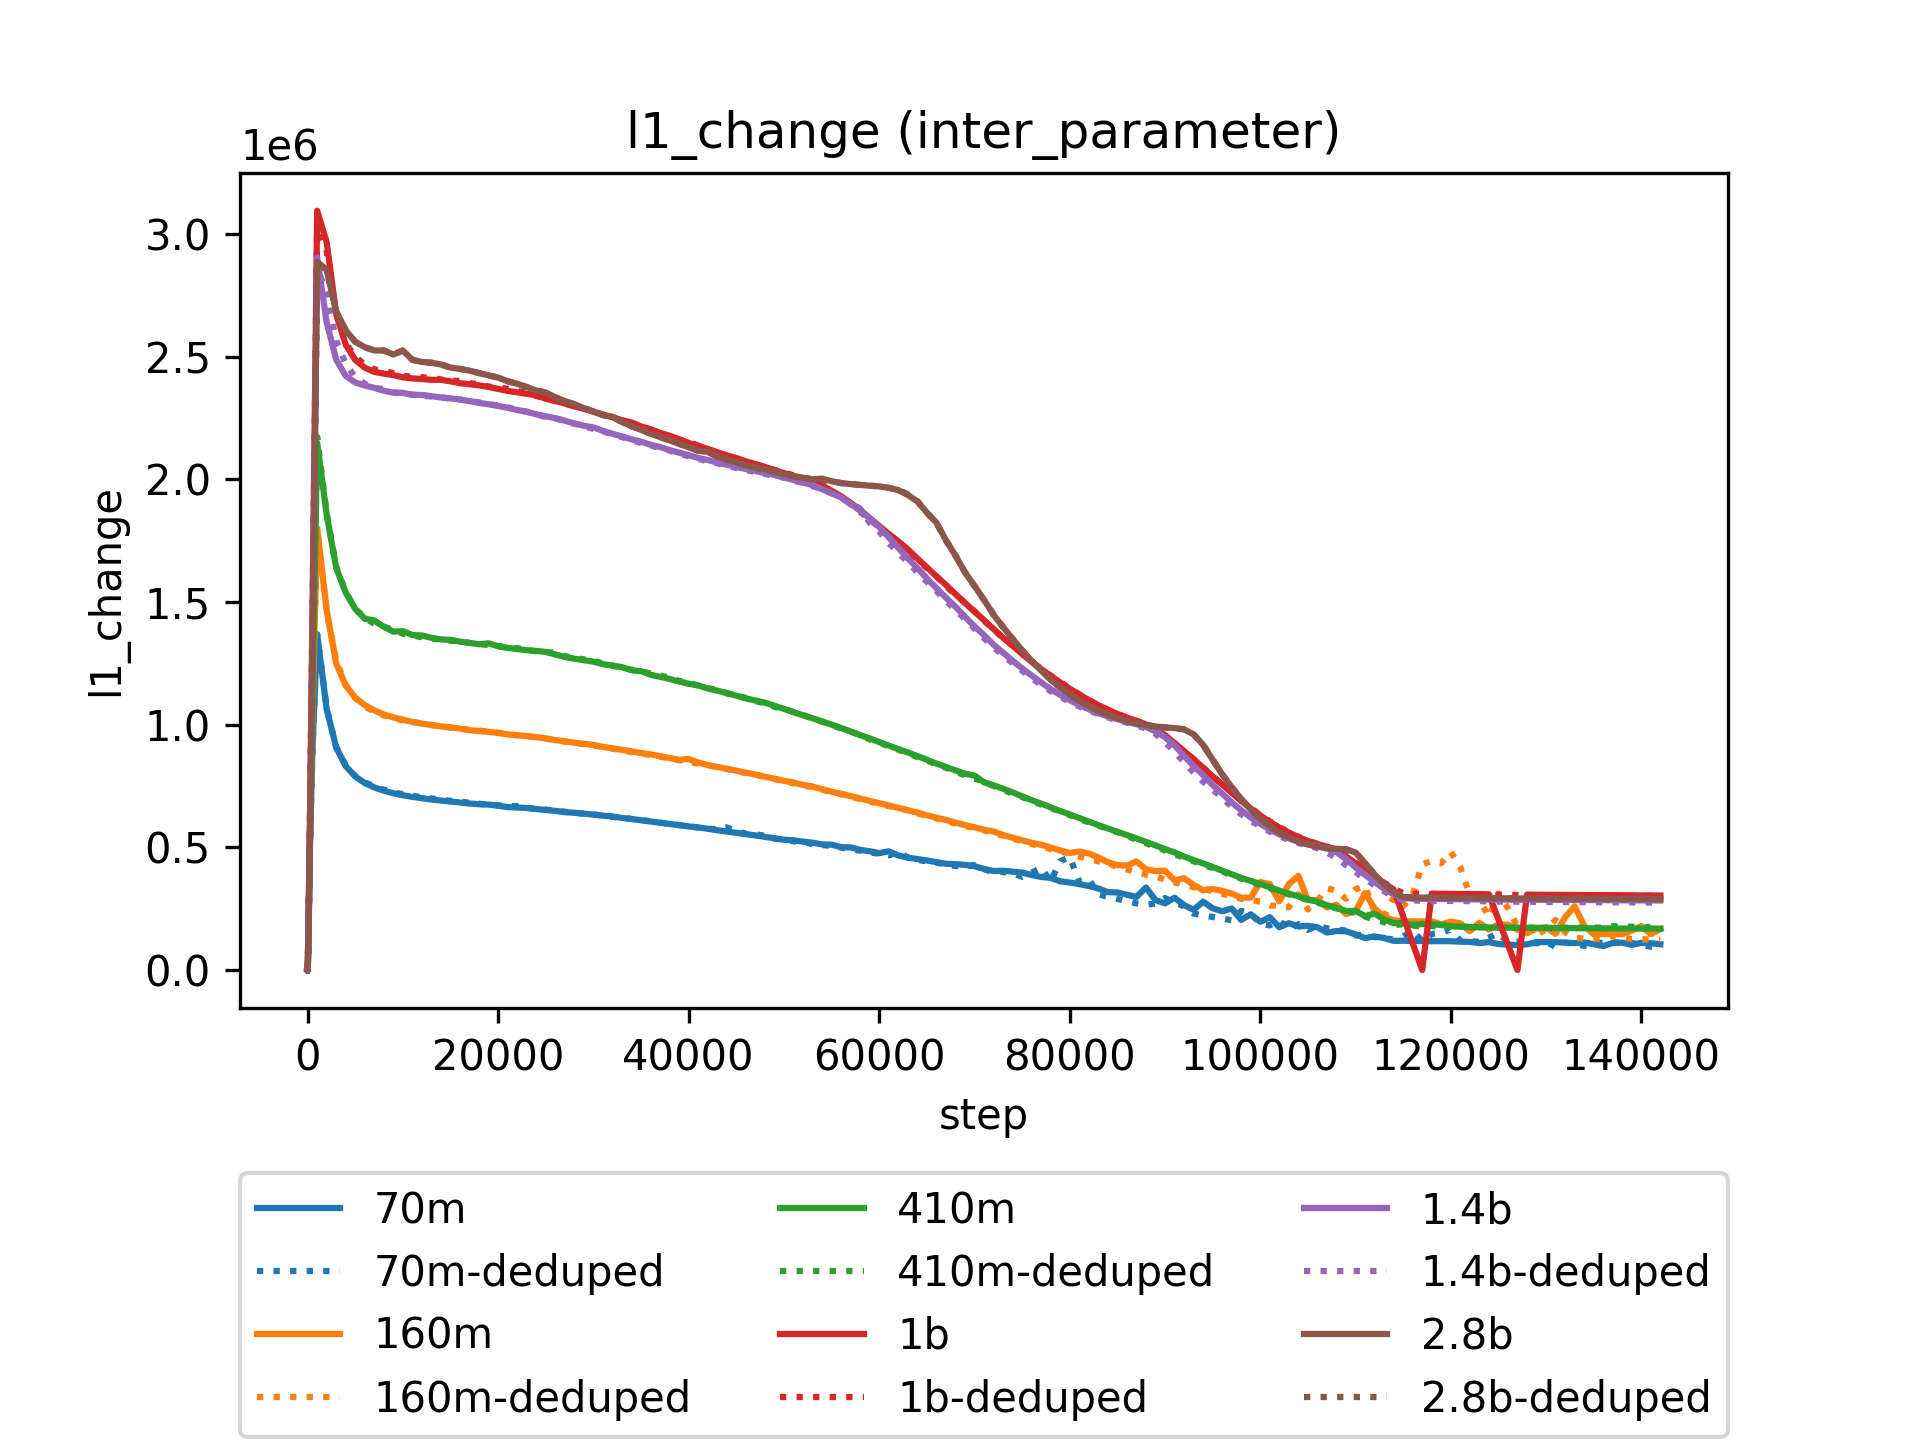 l1_change (inter_parameter)
1e6
3.0
2.5
2.0
1.5
1.0
0.5
0.0
l1_change
0 20000 40000 60000 80000 100000 120000 140000
step
70m 410m 1.4b
70m-deduped 410m-deduped 1.4b-deduped
160m 1b 2.8b
160m-deduped 1b-deduped 2.8b-deduped